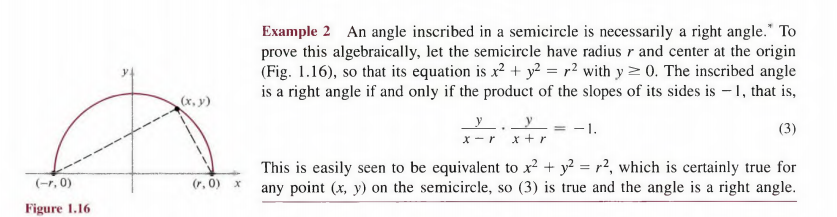 Example 2 An angle inscribed in a semicircle is necessarily a right angle.* To
prove this algebraically, let the semicircle have radius r and center at the origin
(Fig. 1.16), so that its equation is x² + y² = r² with y ≥ 0. The inscribed angle
is a right angle if and only if the product of the slopes of its sides is −1, that is,
y/(x − r) · y/(x + r) = −1. (3)
This is easily seen to be equivalent to x² + y² = r², which is certainly true for
any point (x, y) on the semicircle, so (3) is true and the angle is a right angle.
y
(x, y)
(−r, 0) (r, 0) x
Figure 1.16